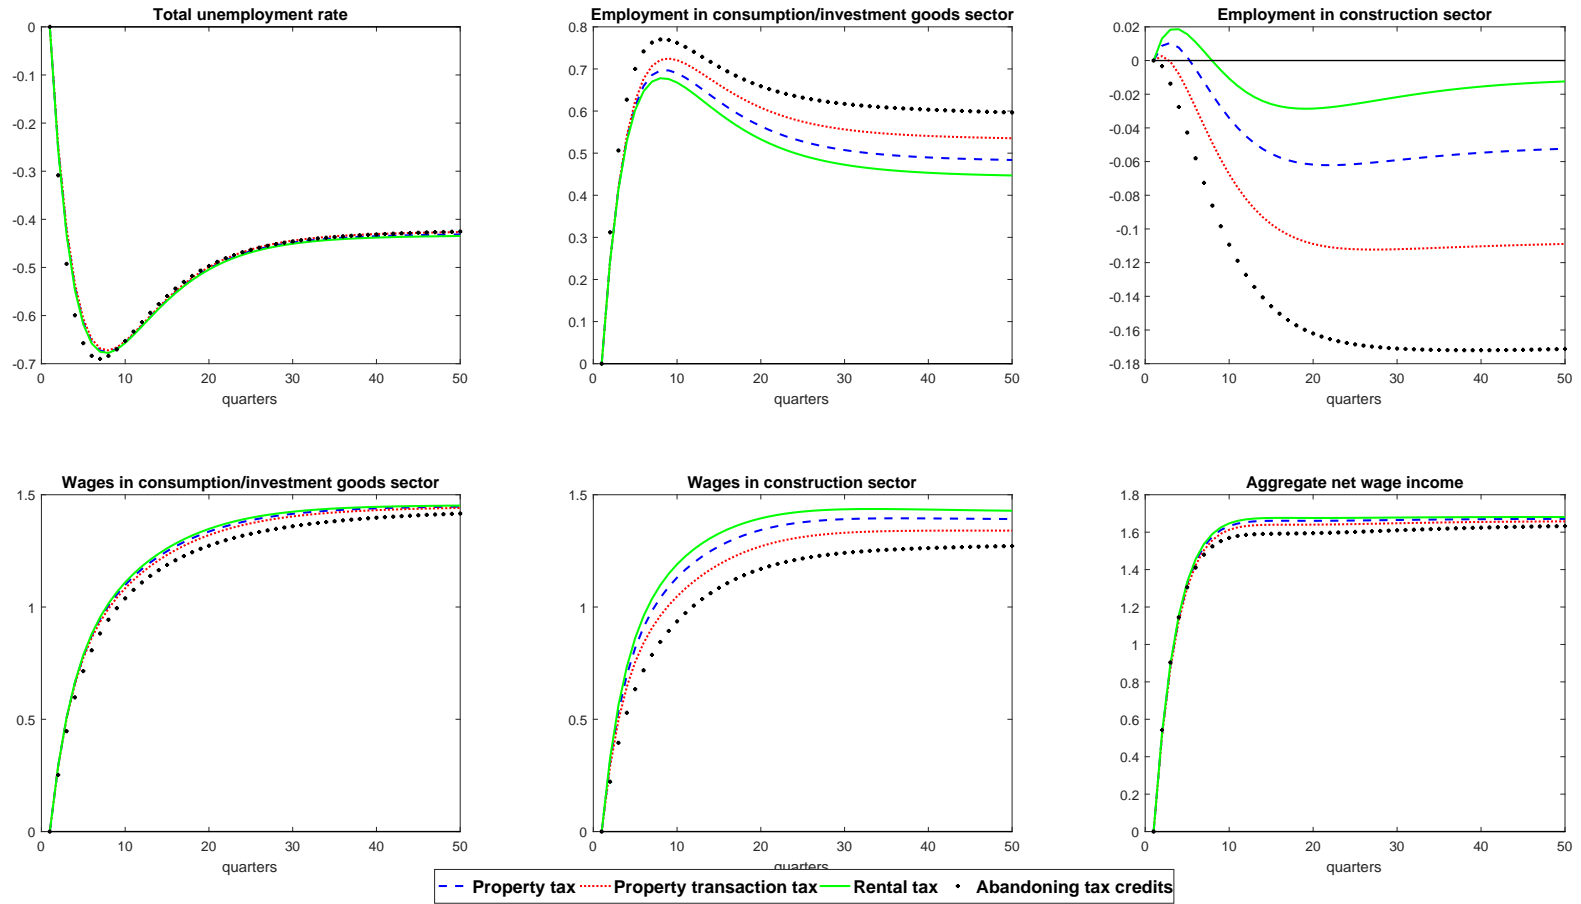 Total unemployment rate
0
-0.1
-0.2
-0.3
-0.4
-0.5
-0.6
-0.7
0 10 20 30 40 50
quarters
Employment in consumption/investment goods sector
0.8
0.7
0.6
0.5
0.4
0.3
0.2
0.1
0
0 10 20 30 40 50
quarters
Employment in construction sector
0.02
0
-0.02
-0.04
-0.06
-0.08
-0.1
-0.12
-0.14
-0.16
-0.18
0 10 20 30 40 50
quarters
Wages in consumption/investment goods sector
1.5
1
0.5
0
0 10 20 30 40 50
quarters
Wages in construction sector
1.5
1
0.5
0
0 10 20 30 40 50
quarters
Aggregate net wage income
1.8
1.6
1.4
1.2
1
0.8
0.6
0.4
0.2
0
0 10 20 30 40 50
quarters
Property tax Property transaction tax Rental tax Abandoning tax credits